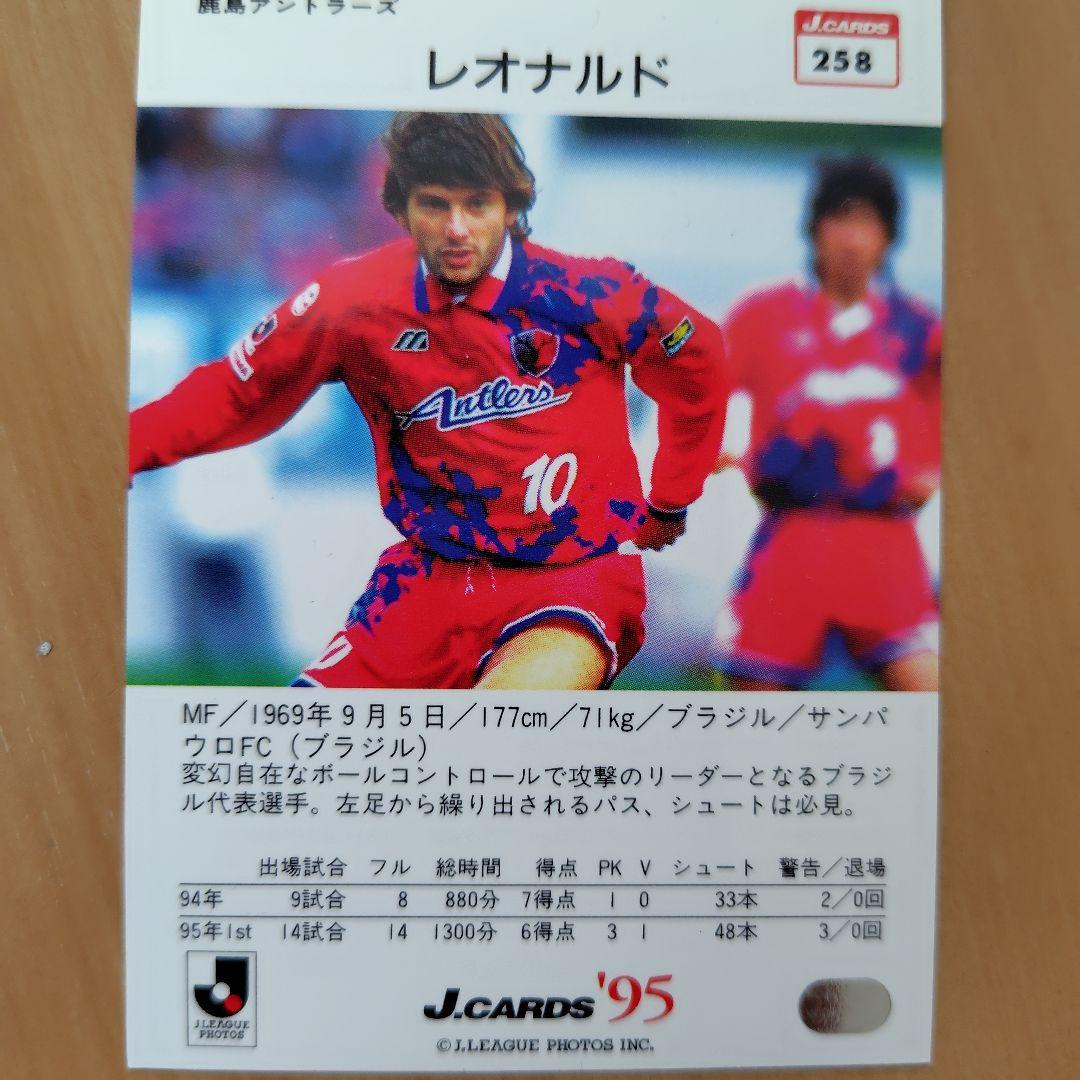 鹿島アントラーズ
J.CARDS
258
レオナルド
Antlers
10
MF／1969年9月5日／177cm／71kg／ブラジル／サンパ
ウロFC（ブラジル）
変幻自在なボールコントロールで攻撃のリーダーとなるブラジ
ル代表選手。左足から繰り出されるパス、シュートは必見。
出場試合 フル 総時間 得点 PK V シュート 警告／退場
94年 9試合 8 880分 7得点 1 0 33本 2／0回
95年1st 14試合 14 1300分 6得点 3 1 48本 3／0回
J.LEAGUE
PHOTOS
J.CARDS '95
© J.LEAGUE PHOTOS INC.